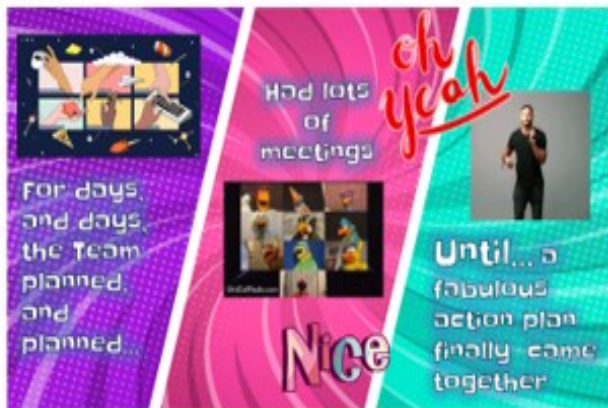 For days,
and days,
the Team
planned,
and
planned...
Had lots
of
meetings
Nice
oh
yeah
Until... a
fabulous
action plan
finally came
together